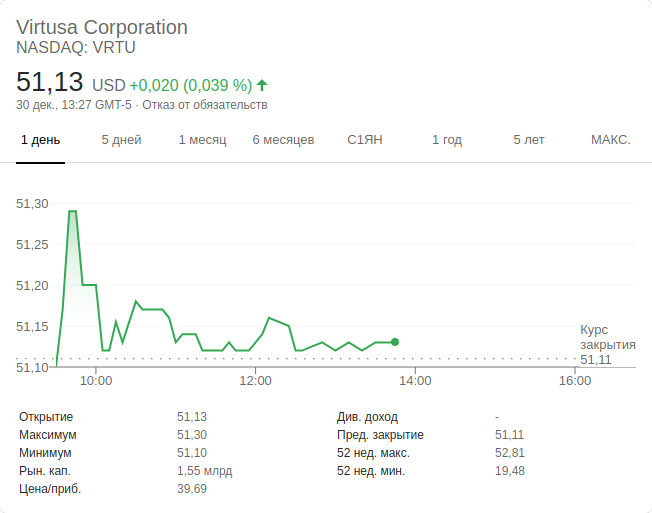 Virtusa Corporation
NASDAQ: VRTU
51,13 USD +0,020 (0,039 %)
30 дек., 13:27 GMT-5 · Отказ от обязательств
1 день 5 дней 1 месяц 6 месяцев С1ЯН 1 год 5 лет МАКС.
51,30
51,25
51,20
51,15
51,10
Курс
закрытия
51,11
10:00 12:00 14:00 16:00
Открытие 51,13 Див. доход -
Максимум 51,30 Пред. закрытие 51,11
Минимум 51,10 52 нед. макс. 52,81
Рын. кап. 1,55 млрд 52 нед. мин. 19,48
Цена/приб. 39,69